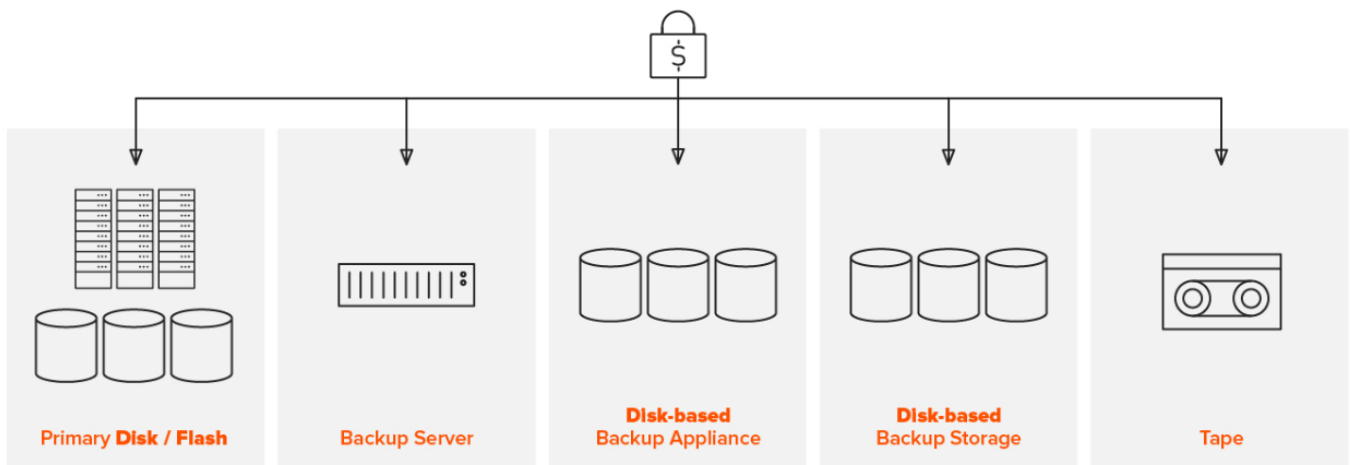 $
Primary Disk / Flash
Backup Server
Disk-based
Backup Appliance
Disk-based
Backup Storage
Tape